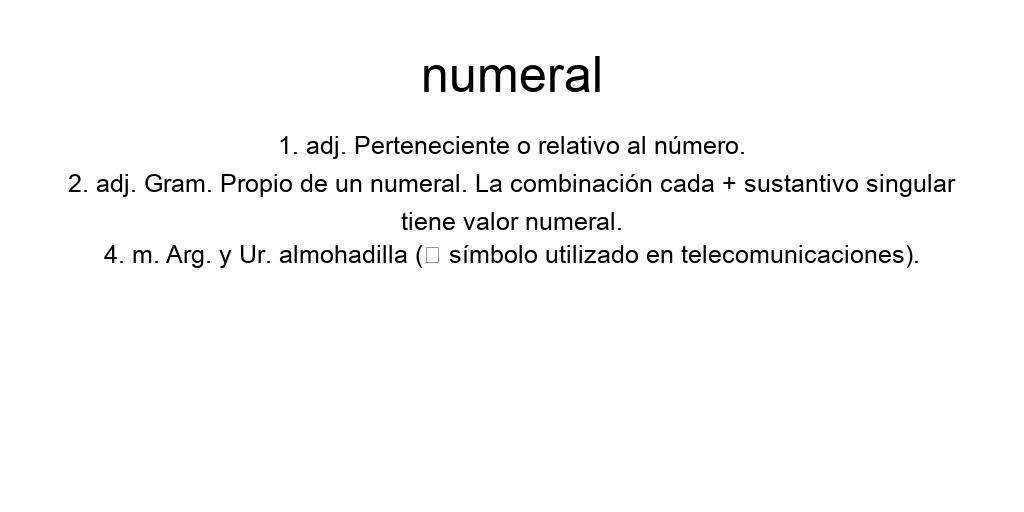 numeral
1. adj. Perteneciente o relativo al número.
2. adj. Gram. Propio de un numeral. La combinación cada + sustantivo singular
tiene valor numeral.
4. m. Arg. y Ur. almohadilla (□ símbolo utilizado en telecomunicaciones).